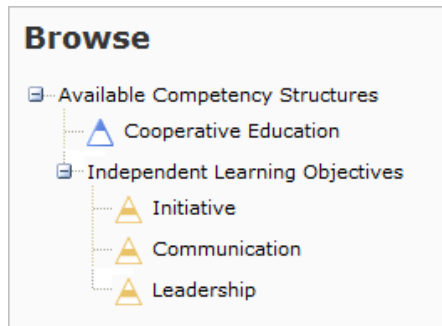 Browse
Available Competency Structures
Cooperative Education
Independent Learning Objectives
Initiative
Communication
Leadership